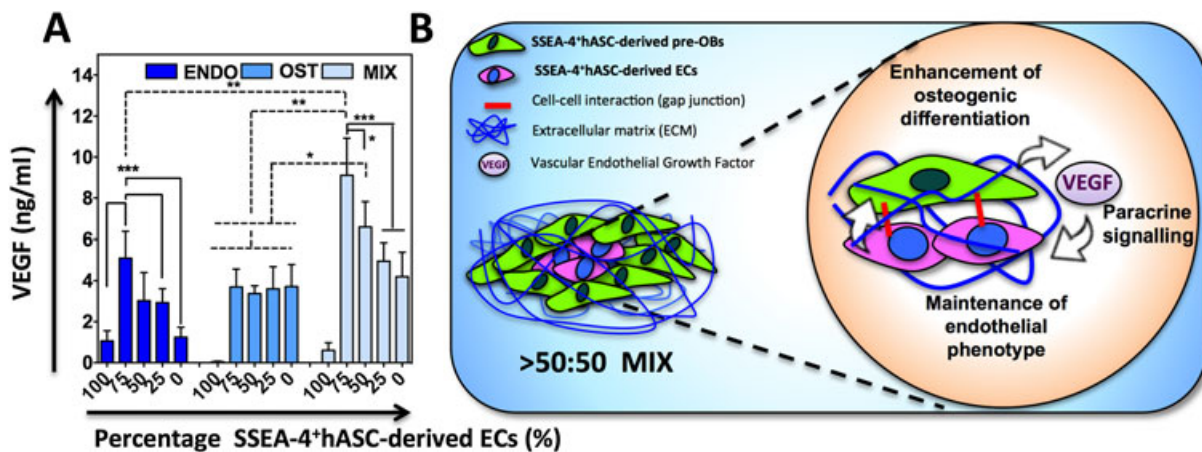 A
VEGF (ng/ml)
14
12
10
8
6
4
2
0
ENDO OST MIX
**
**
***
*
*
***
100 75 50 25 0 100 75 50 25 0 100 75 50 25 0
Percentage SSEA-4⁺hASC-derived ECs (%)
B
SSEA-4⁺hASC-derived pre-OBs
SSEA-4⁺hASC-derived ECs
Cell-cell interaction (gap junction)
Extracellular matrix (ECM)
VEGF Vascular Endothelial Growth Factor
>50:50 MIX
Enhancement of
osteogenic
differentiation
VEGF
Paracrine
signalling
Maintenance of
endothelial
phenotype